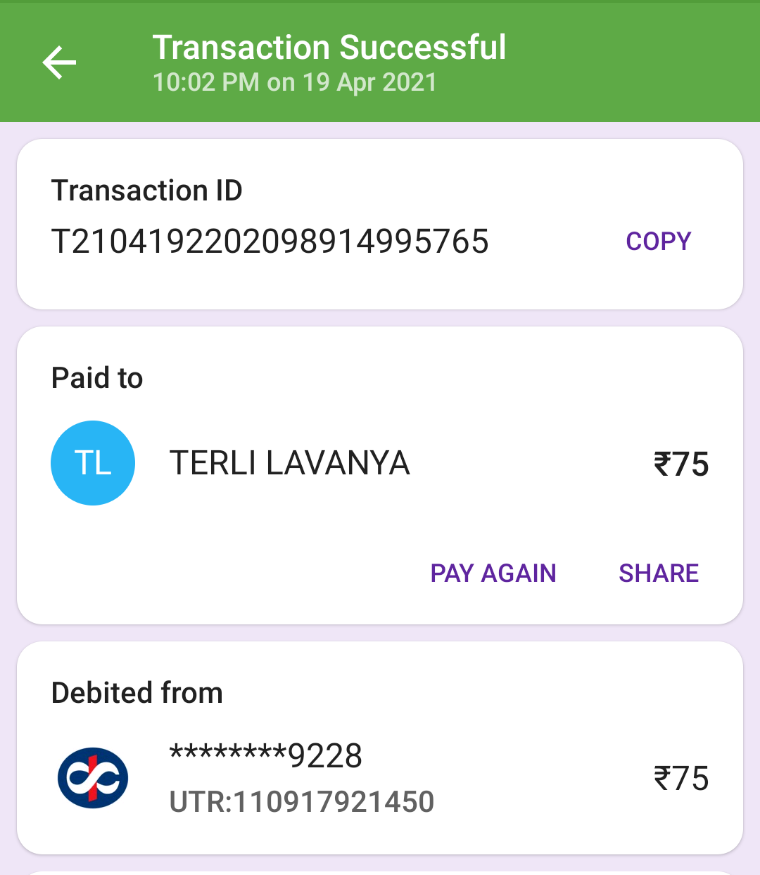 Transaction Successful
10:02 PM on 19 Apr 2021
Transaction ID
T2104192202098914995765
COPY
Paid to
TL
TERLI LAVANYA
₹75
PAY AGAIN
SHARE
Debited from
********9228
₹75
UTR:110917921450